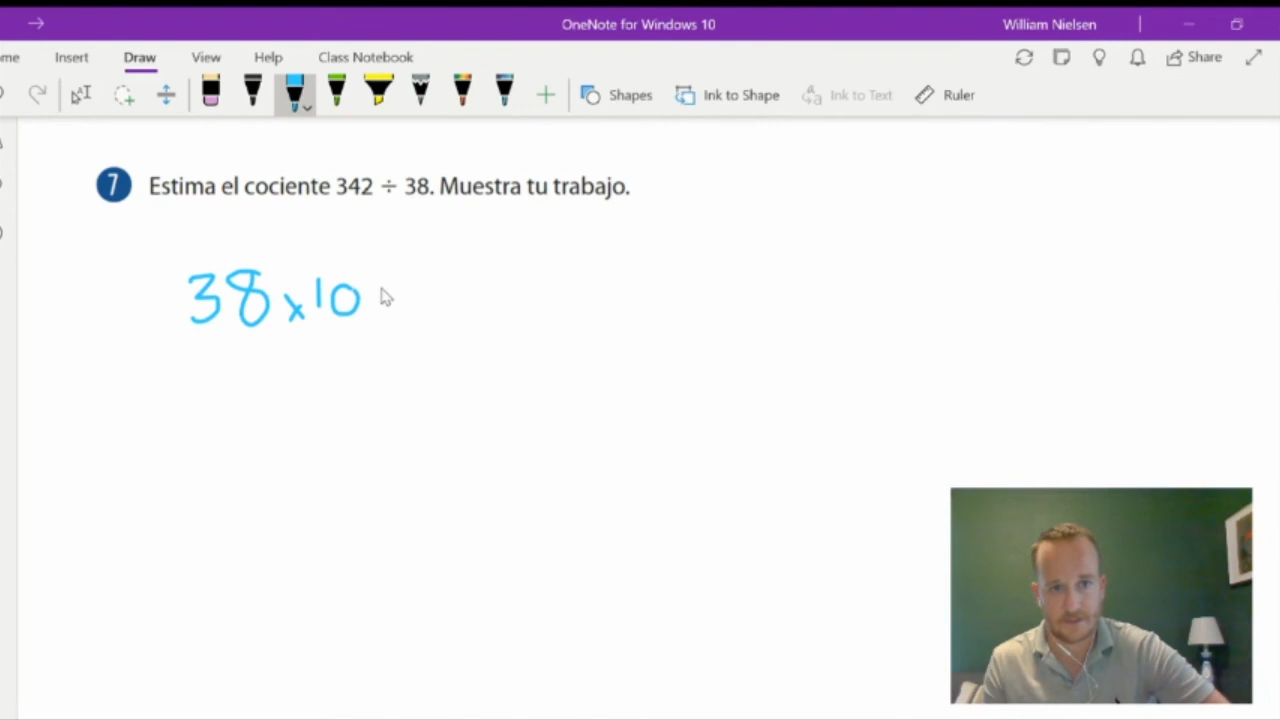 OneNote for Windows 10
William Nielsen
Insert Draw View Help Class Notebook
Share
Shapes Ink to Shape Ink to Text Ruler
7 Estima el cociente 342 ÷ 38. Muestra tu trabajo.
38 x 10